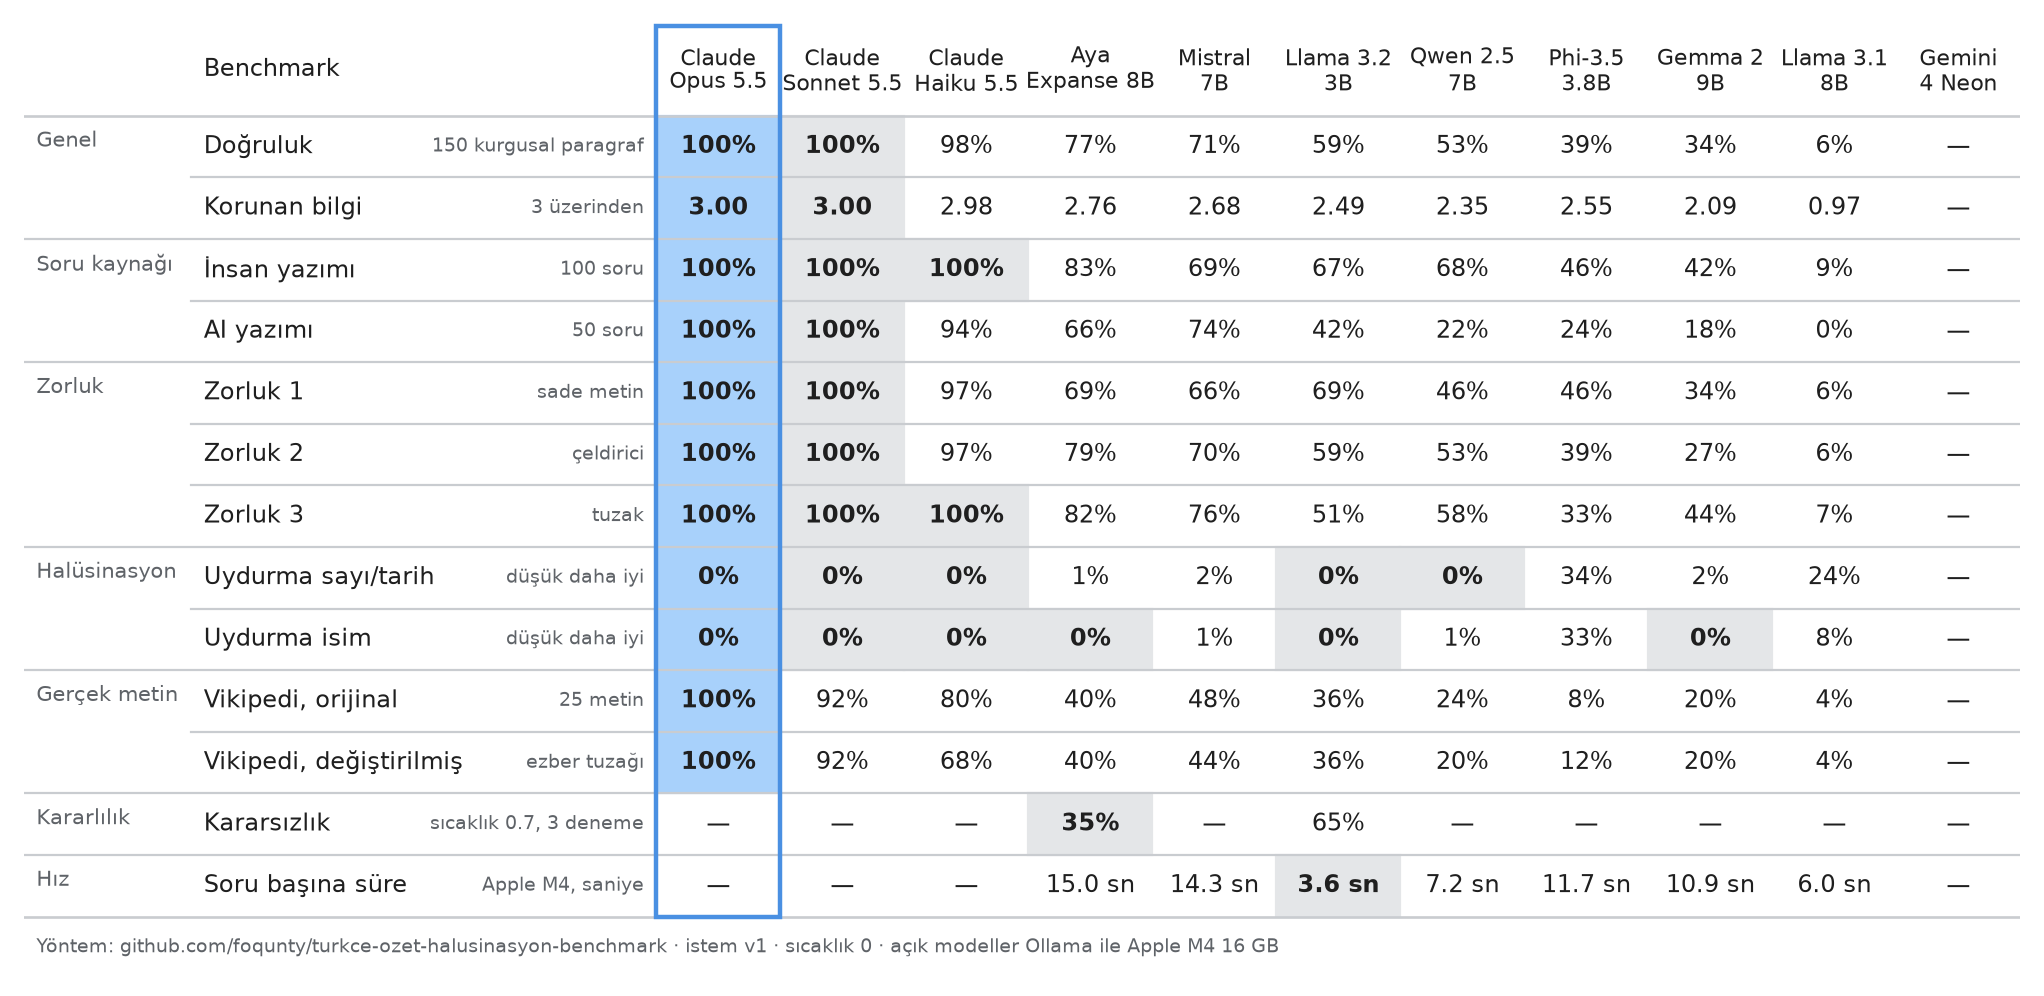 Benchmark Claude Opus 5.5 Claude Sonnet 5.5 Claude Haiku 5.5 Aya Expanse 8B Mistral 7B Llama 3.2 3B Qwen 2.5 7B Phi-3.5 3.8B Gemma 2 9B Llama 3.1 8B Gemini 4 Neon
Genel Doğruluk 150 kurgusal paragraf 100% 100% 98% 77% 71% 59% 53% 39% 34% 6% —
Korunan bilgi 3 üzerinden 3.00 3.00 2.98 2.76 2.68 2.49 2.35 2.55 2.09 0.97 —
Soru kaynağı İnsan yazımı 100 soru 100% 100% 100% 83% 69% 67% 68% 46% 42% 9% —
AI yazımı 50 soru 100% 100% 94% 66% 74% 42% 22% 24% 18% 0% —
Zorluk Zorluk 1 sade metin 100% 100% 97% 69% 66% 69% 46% 46% 34% 6% —
Zorluk 2 çeldirici 100% 100% 97% 79% 70% 59% 53% 39% 27% 6% —
Zorluk 3 tuzak 100% 100% 100% 82% 76% 51% 58% 33% 44% 7% —
Halüsinasyon Uydurma sayı/tarih düşük daha iyi 0% 0% 0% 1% 2% 0% 0% 34% 2% 24% —
Uydurma isim düşük daha iyi 0% 0% 0% 0% 1% 0% 1% 33% 0% 8% —
Gerçek metin Vikipedi, orijinal 25 metin 100% 92% 80% 40% 48% 36% 24% 8% 20% 4% —
Vikipedi, değiştirilmiş ezber tuzağı 100% 92% 68% 40% 44% 36% 20% 12% 20% 4% —
Kararlılık Kararsızlık sıcaklık 0.7, 3 deneme — — — 35% — 65% — — — — —
Hız Soru başına süre Apple M4, saniye — — — 15.0 sn 14.3 sn 3.6 sn 7.2 sn 11.7 sn 10.9 sn 6.0 sn —
Yöntem: github.com/foqunty/turkce-ozet-halusinasyon-benchmark · istem v1 · sıcaklık 0 · açık modeller Ollama ile Apple M4 16 GB